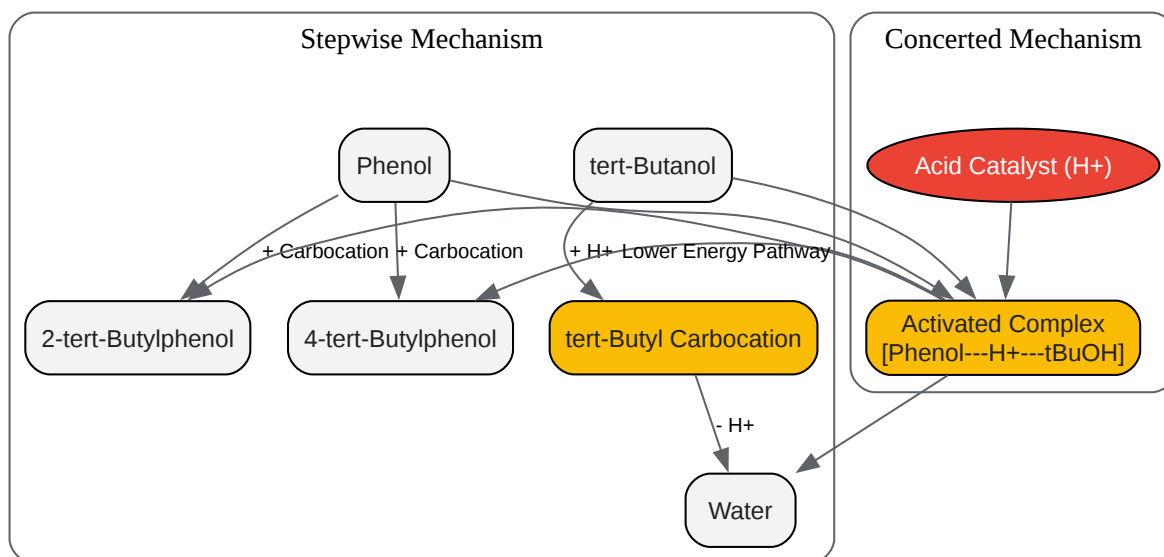 Stepwise Mechanism
Concerted Mechanism
Phenol
tert-Butanol
Acid Catalyst (H+)
+ Carbocation
+ Carbocation
+ H+
Lower Energy Pathway
2-tert-Butylphenol
4-tert-Butylphenol
tert-Butyl Carbocation
Activated Complex
[Phenol---H+---tBuOH]
- H+
Water